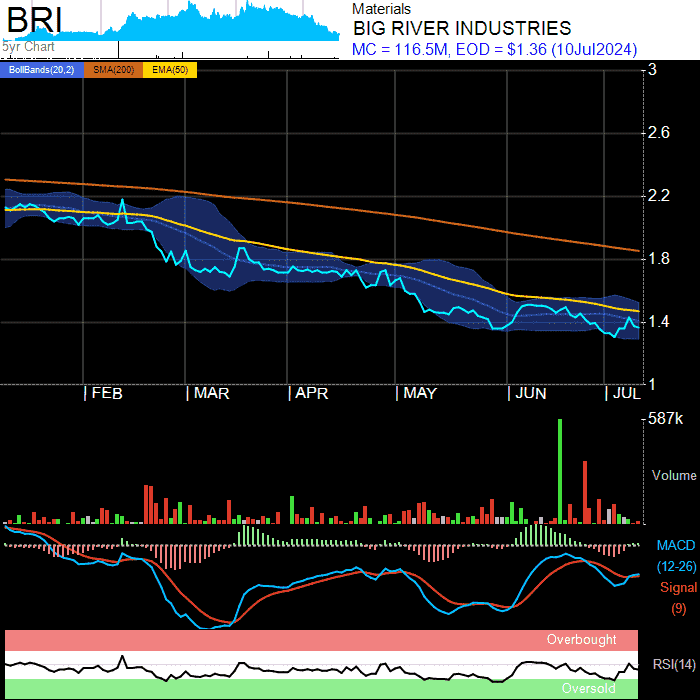 BRI
5yr Chart
Materials
BIG RIVER INDUSTRIES
MC = 116.5M, EOD = $1.36 (10Jul2024)
BollBands(20,2) SMA(200) EMA(50)
3
2.6
2.2
1.8
1.4
1
FEB MAR APR MAY JUN JUL
587k
Volume
MACD
(12-26)
Signal
(9)
Overbought
RSI(14)
Oversold